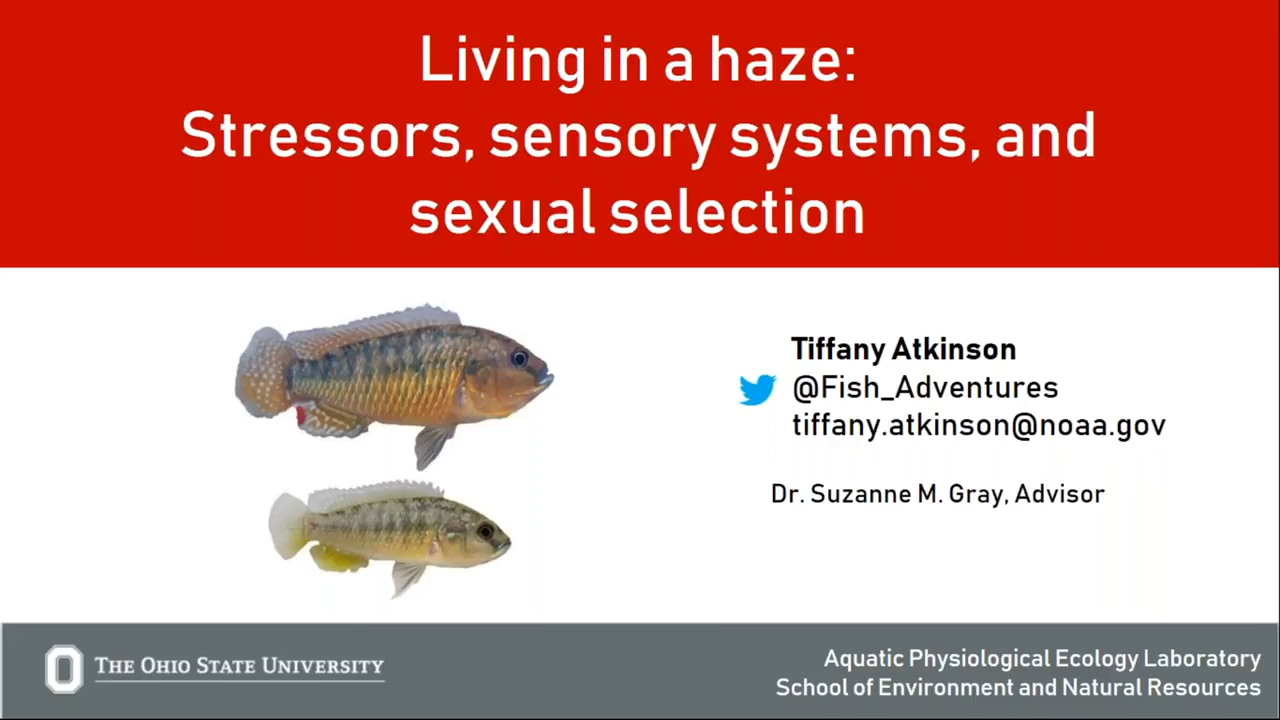 Living in a haze:
Stressors, sensory systems, and
sexual selection
Tiffany Atkinson
@Fish_Adventures
tiffany.atkinson@noaa.gov
Dr. Suzanne M. Gray, Advisor
THE OHIO STATE UNIVERSITY
Aquatic Physiological Ecology Laboratory
School of Environment and Natural Resources